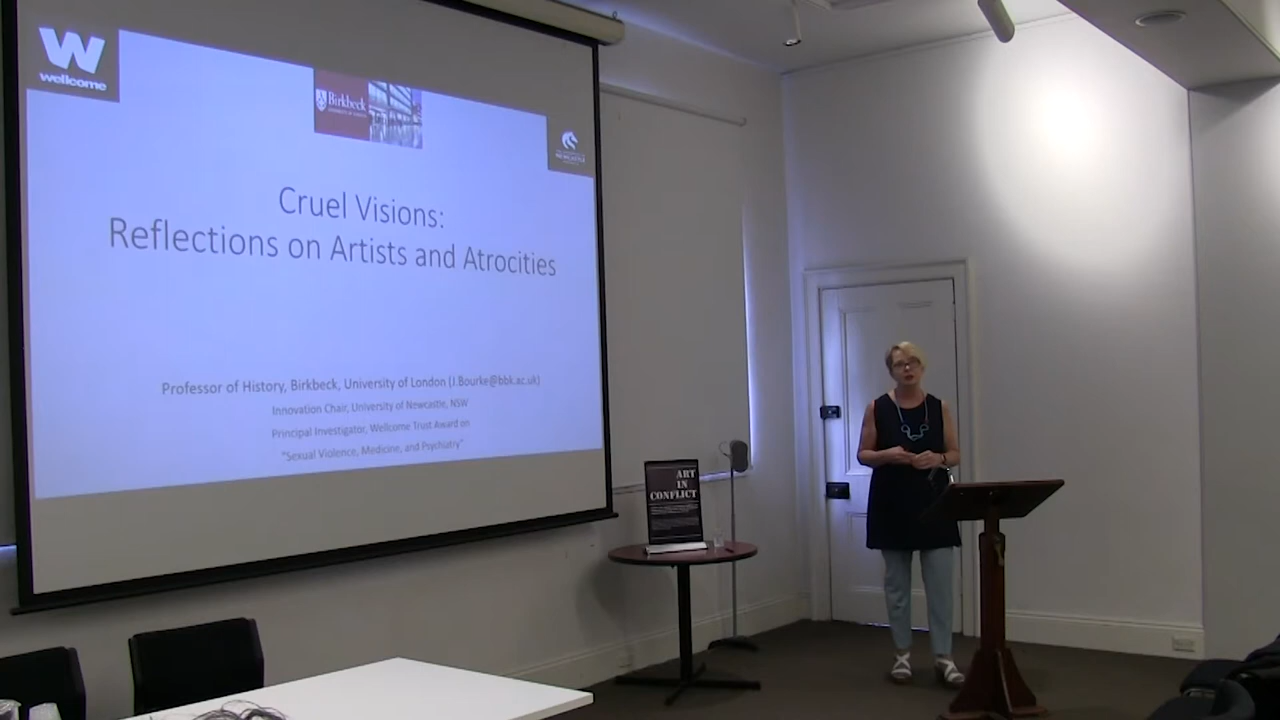 W
wellcome
Birkbeck
NEWCASTLE
Cruel Visions:
Reflections on Artists and Atrocities
Professor of History, Birkbeck, University of London (J.Bourke@bbk.ac.uk)
Innovation Chair, University of Newcastle, NSW
Principal Investigator, Wellcome Trust Award on
"Sexual Violence, Medicine, and Psychiatry"
ART
IN
CONFLICT